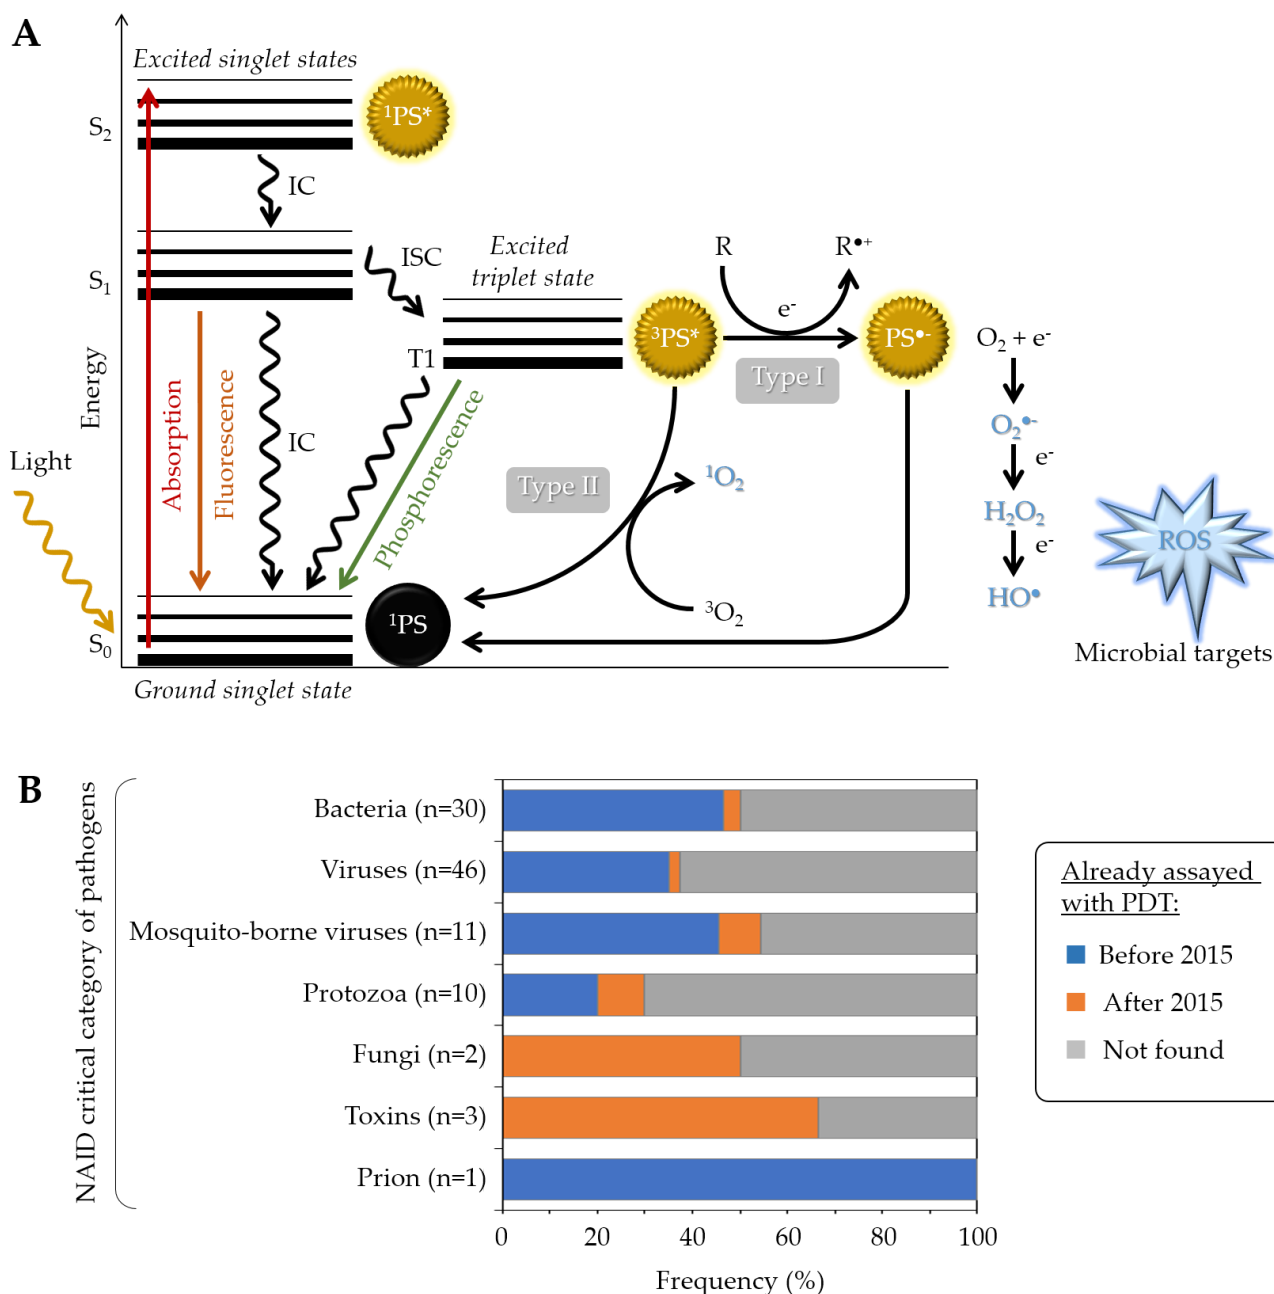 A
Excited singlet states
¹PS*
S₂
IC
ISC
Excited
triplet state
R
R•⁺
S₁
e⁻
³PS*
PS•⁻
O₂ + e⁻
T1
Type I
Energy
Absorption
Fluorescence
IC
Phosphorescence
O₂•⁻
e⁻
Light
Type II
¹O₂
H₂O₂
ROS
e⁻
HO•
¹PS
³O₂
S₀
Microbial targets
Ground singlet state
B
NAID critical category of pathogens
Bacteria (n=30)
Viruses (n=46)
Mosquito-borne viruses (n=11)
Protozoa (n=10)
Fungi (n=2)
Toxins (n=3)
Prion (n=1)
0 20 40 60 80 100
Frequency (%)
Already assayed
with PDT:
Before 2015
After 2015
Not found